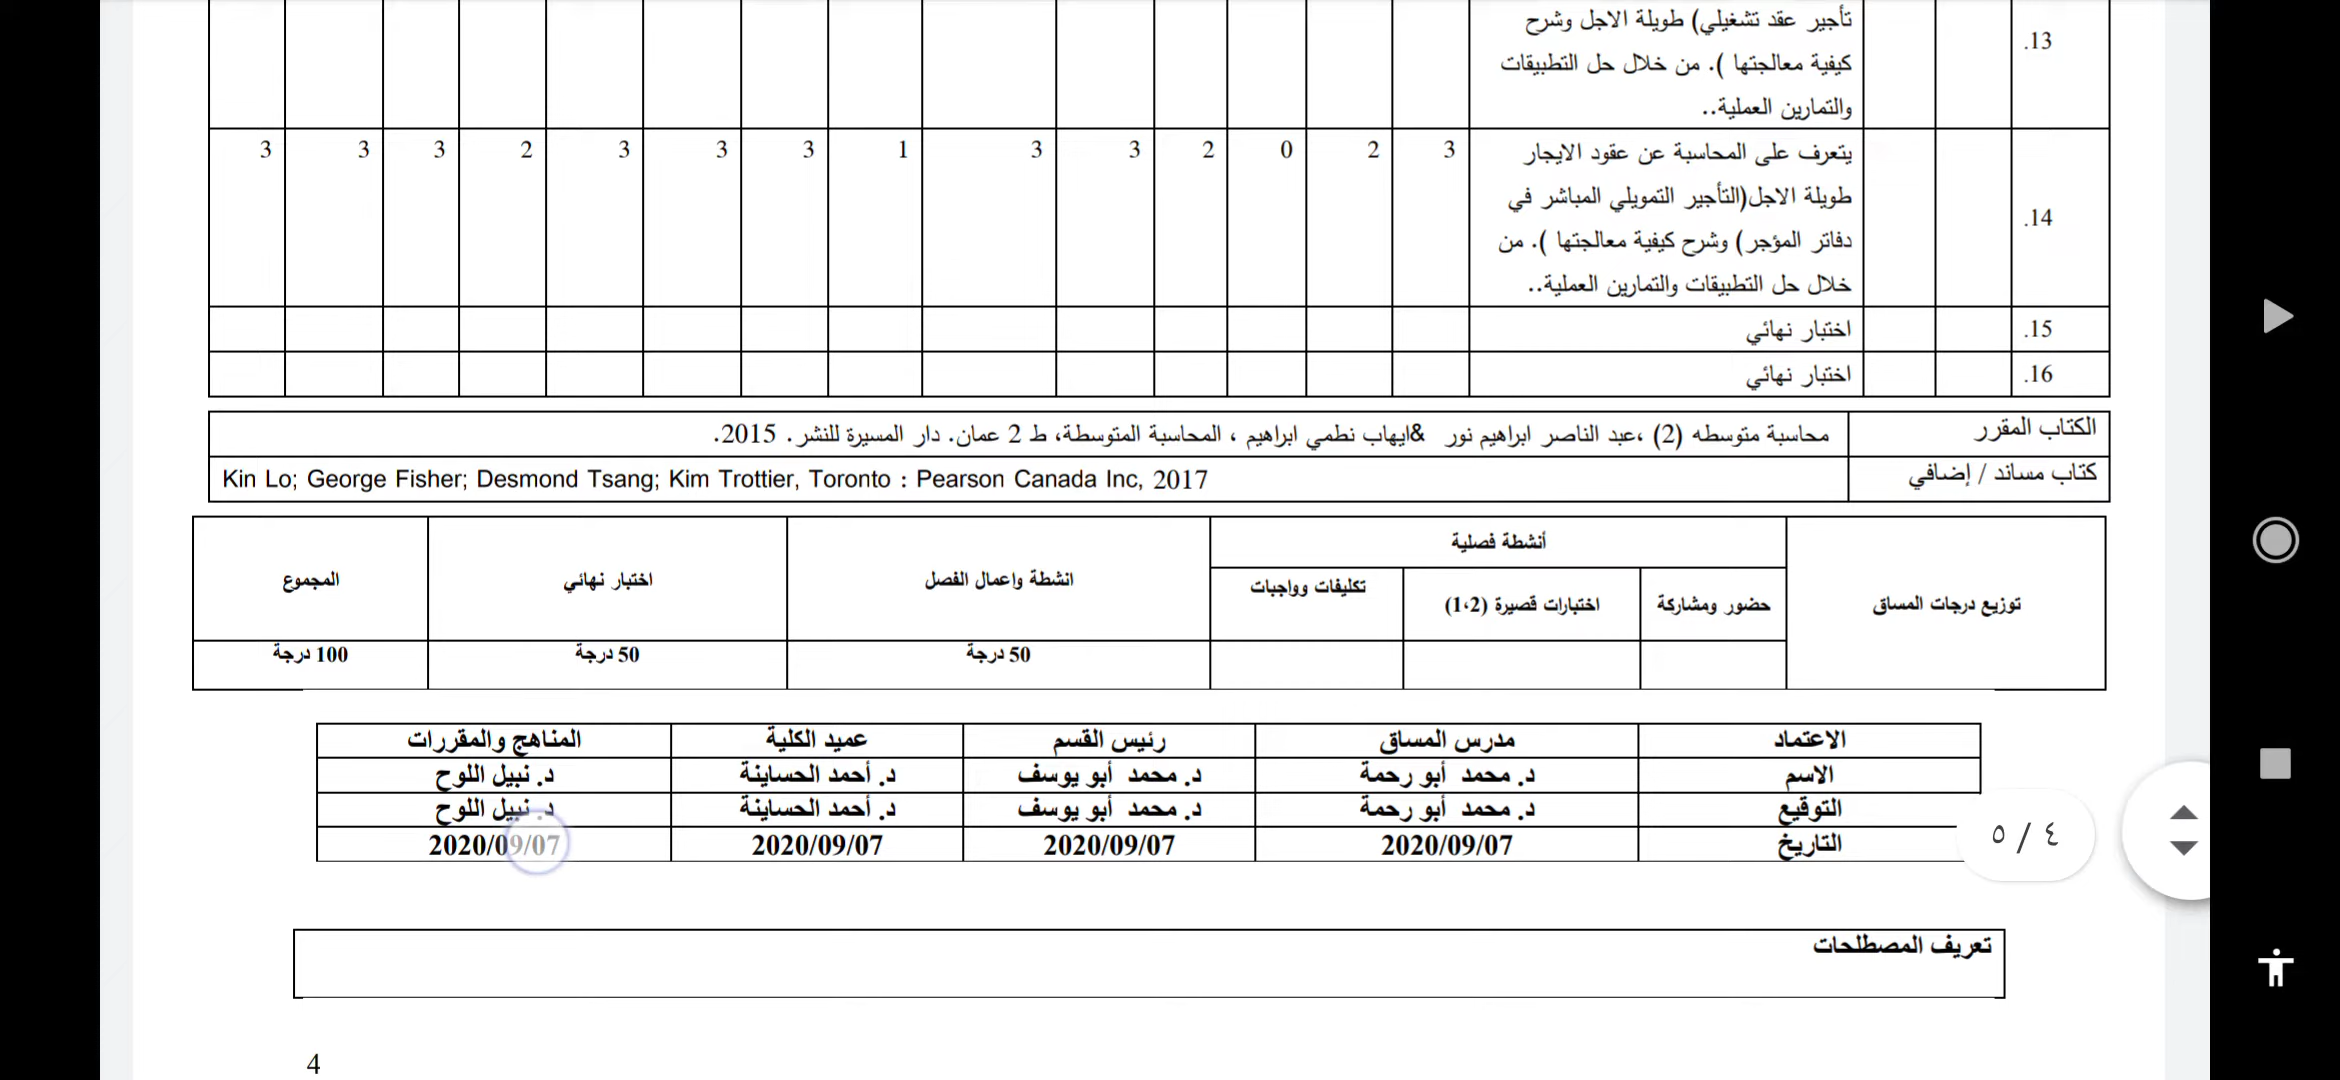 13.
تأجير عقد تشغيلي) طويلة الاجل وشرح
كيفية معالجتها ). من خلال حل التطبيقات
والتمارين العملية..
14.
يتعرف على المحاسبة عن عقود الايجار
طويلة الاجل(التأجير التمويلي المباشر في
دفاتر المؤجر) وشرح كيفية معالجتها ). من
خلال حل التطبيقات والتمارين العملية..
3 2 0 2 3 3 1 3 3 3 2 3 3 3
15. اختبار نهائي
16. اختبار نهائي
الكتاب المقرر محاسبة متوسطه (2) ،عبد الناصر ابراهيم نور &ايهاب نظمي ابراهيم ، المحاسبة المتوسطة، ط 2 عمان. دار المسيرة للنشر. 2015.
كتاب مساند / إضافي Kin Lo; George Fisher; Desmond Tsang; Kim Trottier, Toronto : Pearson Canada Inc, 2017
توزيع درجات المساق
أنشطة فصلية
حضور ومشاركة
اختبارات قصيرة (1،2)
تكليفات وواجبات
انشطة واعمال الفصل
اختبار نهائي
المجموع
50 درجة
50 درجة
100 درجة
الاعتماد مدرس المساق رئيس القسم عميد الكلية المناهج والمقررات
الاسم د. محمد أبو رحمة د. محمد أبو يوسف د. أحمد الحساينة د. نبيل اللوح
التوقيع د. محمد أبو رحمة د. محمد أبو يوسف د. أحمد الحساينة د. نبيل اللوح
التاريخ 2020/09/07 2020/09/07 2020/09/07 2020/09/07
٤ / ٥
تعريف المصطلحات
4